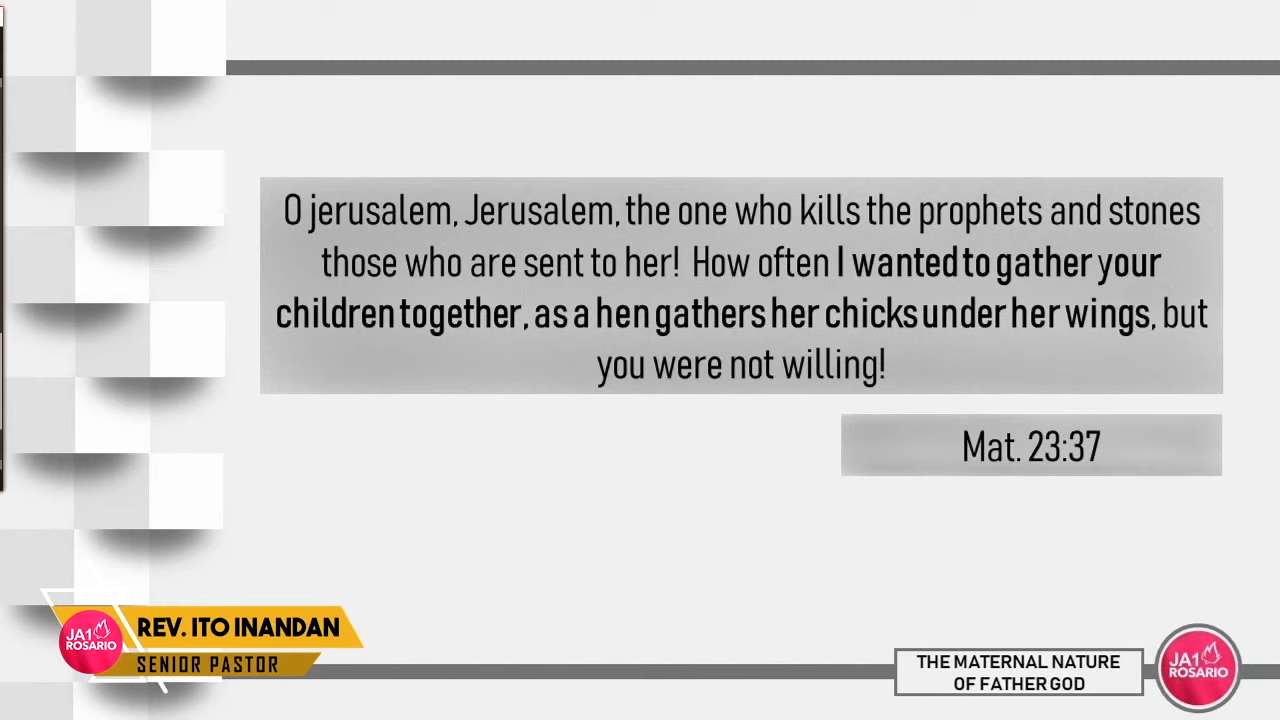 O jerusalem, Jerusalem, the one who kills the prophets and stones
those who are sent to her! How often I wanted to gather your
children together, as a hen gathers her chicks under her wings, but
you were not willing!
Mat. 23:37
JA1
ROSARIO
REV. ITO INANDAN
SENIOR PASTOR
THE MATERNAL NATURE
OF FATHER GOD
JA1
ROSARIO